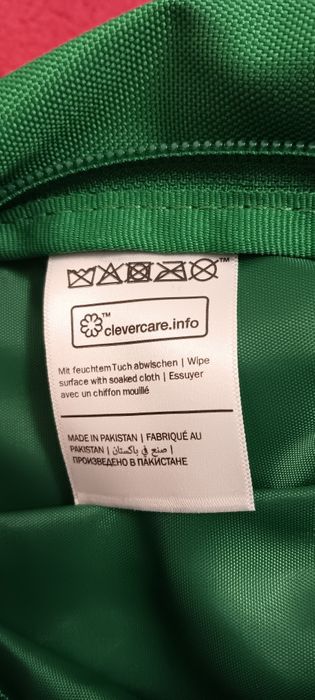 ™
™
clevercare.info
Mit feuchtem Tuch abwischen | Wipe
surface with soaked cloth | Essuyer
avec un chiffon mouillé
MADE IN PAKISTAN | FABRIQUÉ AU
PAKISTAN | صنع في باكستان |
ПРОИЗВЕДЕНО В ПАКИСТАНЕ